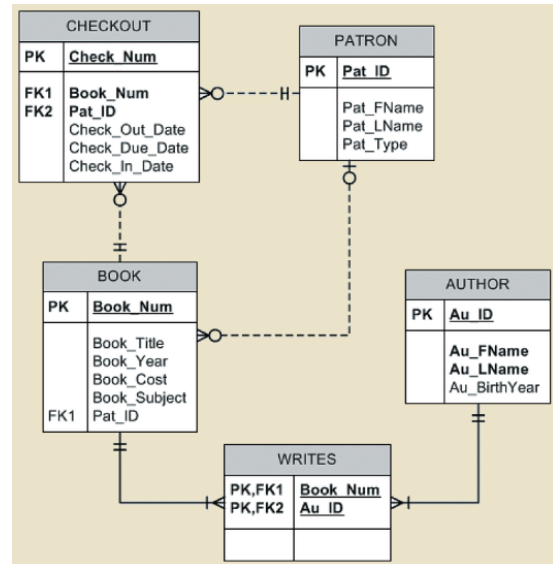 CHECKOUT
PK Check_Num
FK1 Book_Num
FK2 Pat_ID
Check_Out_Date
Check_Due_Date
Check_In_Date
PATRON
PK Pat_ID
Pat_FName
Pat_LName
Pat_Type
BOOK
PK Book_Num
Book_Title
Book_Year
Book_Cost
Book_Subject
FK1 Pat_ID
AUTHOR
PK Au_ID
Au_FName
Au_LName
Au_BirthYear
WRITES
PK,FK1 Book_Num
PK,FK2 Au_ID